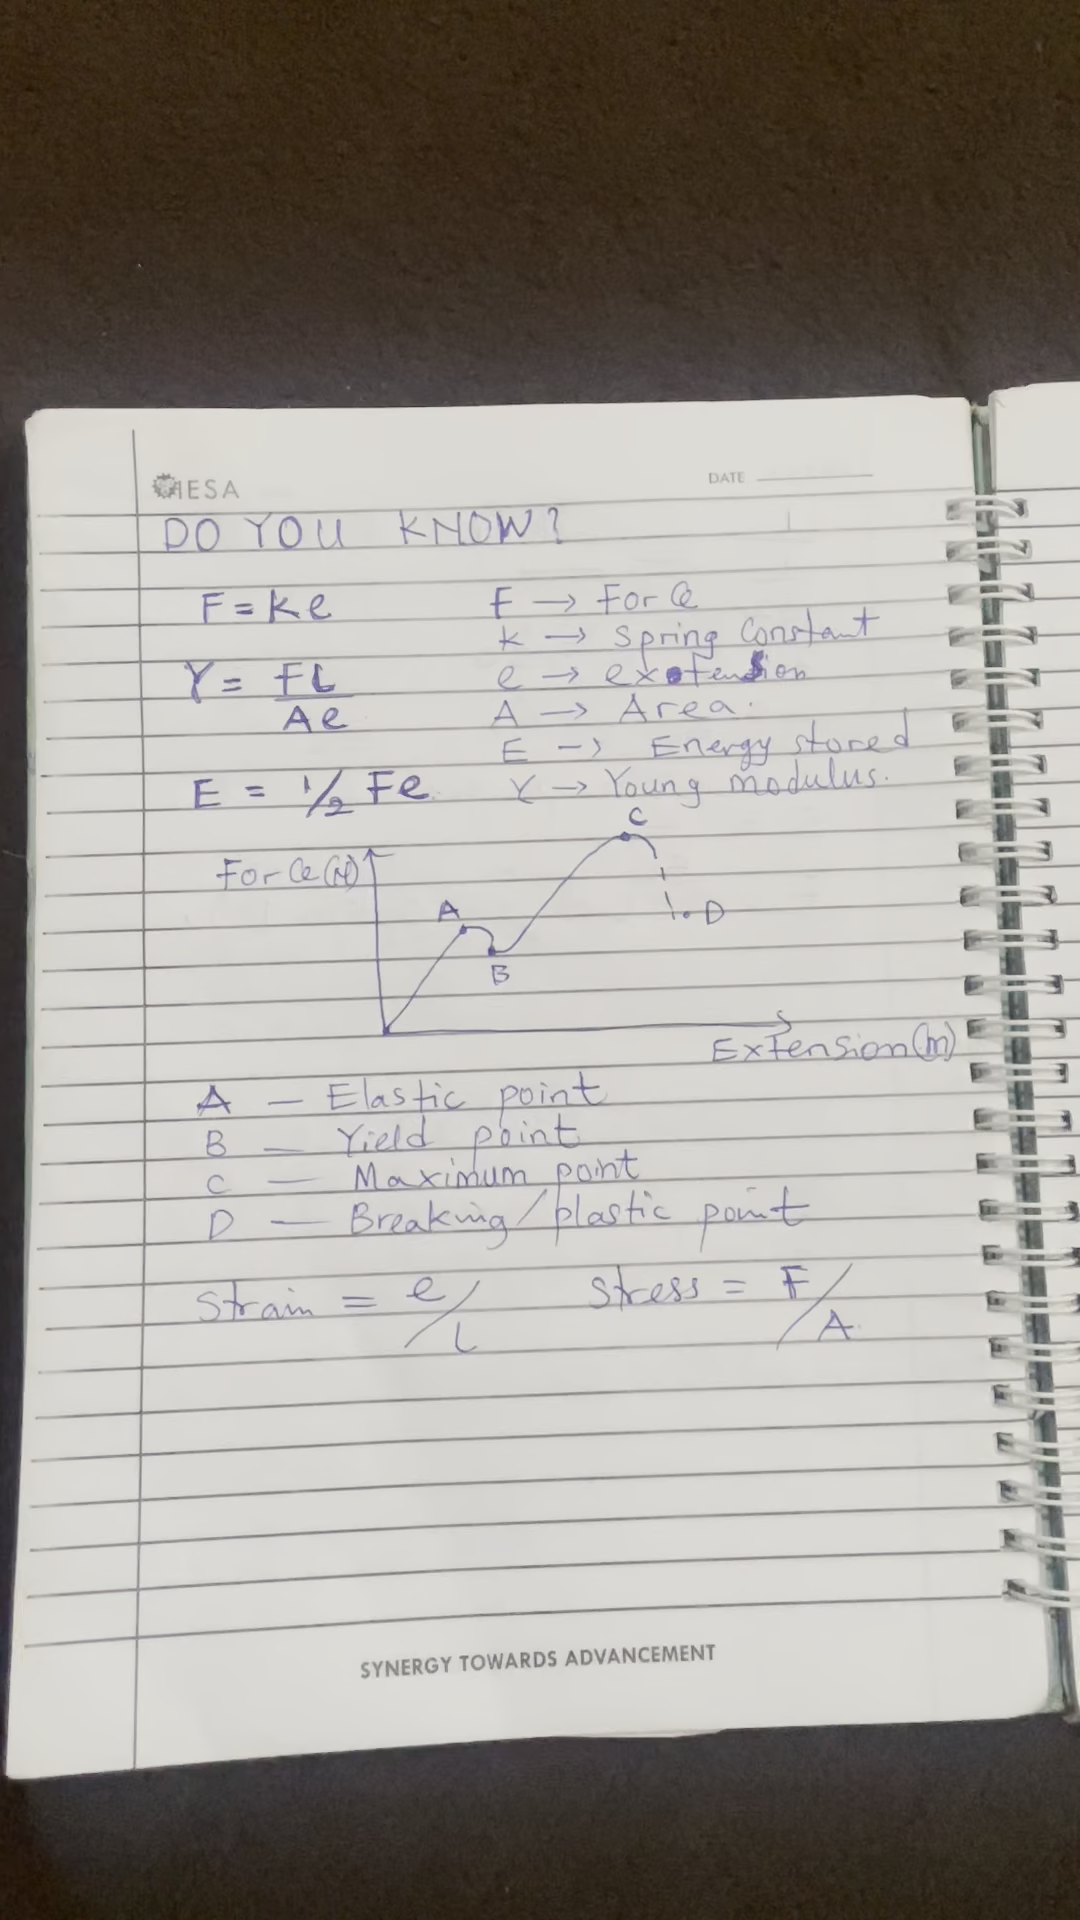 IESA
DATE
DO YOU KNOW?
F = Ke
F → Force
K → Spring Constant
Y = FL/Ae
e → extension
A → Area.
E → Energy stored
E = 1/2 Fe
Y → Young modulus.
C
Force (N)
A
D
B
Extension (m)
A — Elastic point
B — Yield point
C — Maximum point
D — Breaking/plastic point
Strain = e/L Stress = F/A.
SYNERGY TOWARDS ADVANCEMENT